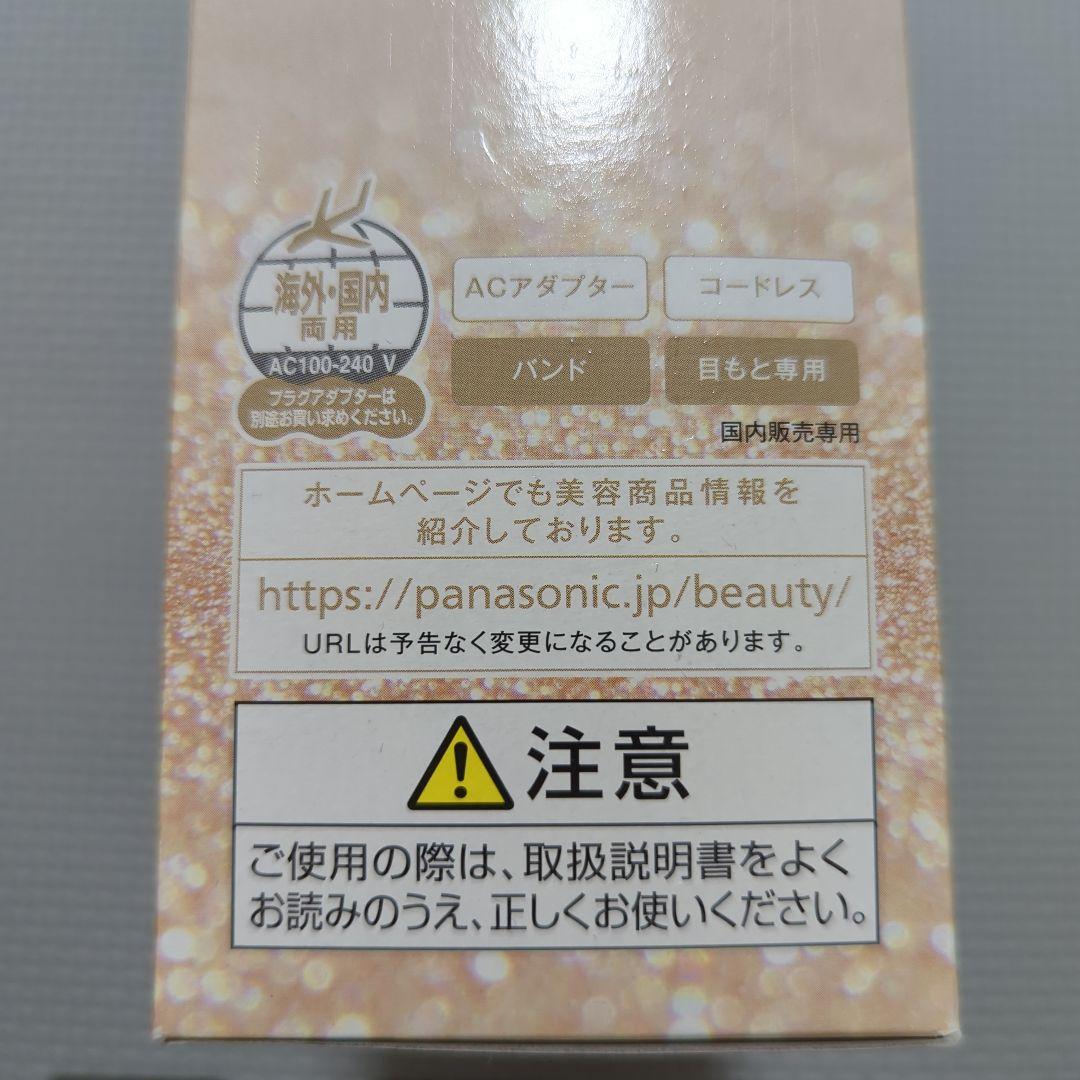 海外・国内
両用
AC100-240 V
プラグアダプターは
別途お買い求めください。
ACアダプター
コードレス
バンド
目もと専用
国内販売専用
ホームページでも美容商品情報を
紹介しております。
https://panasonic.jp/beauty/
URLは予告なく変更になることがあります。
注意
ご使用の際は、取扱説明書をよく
お読みのうえ、正しくお使いください。